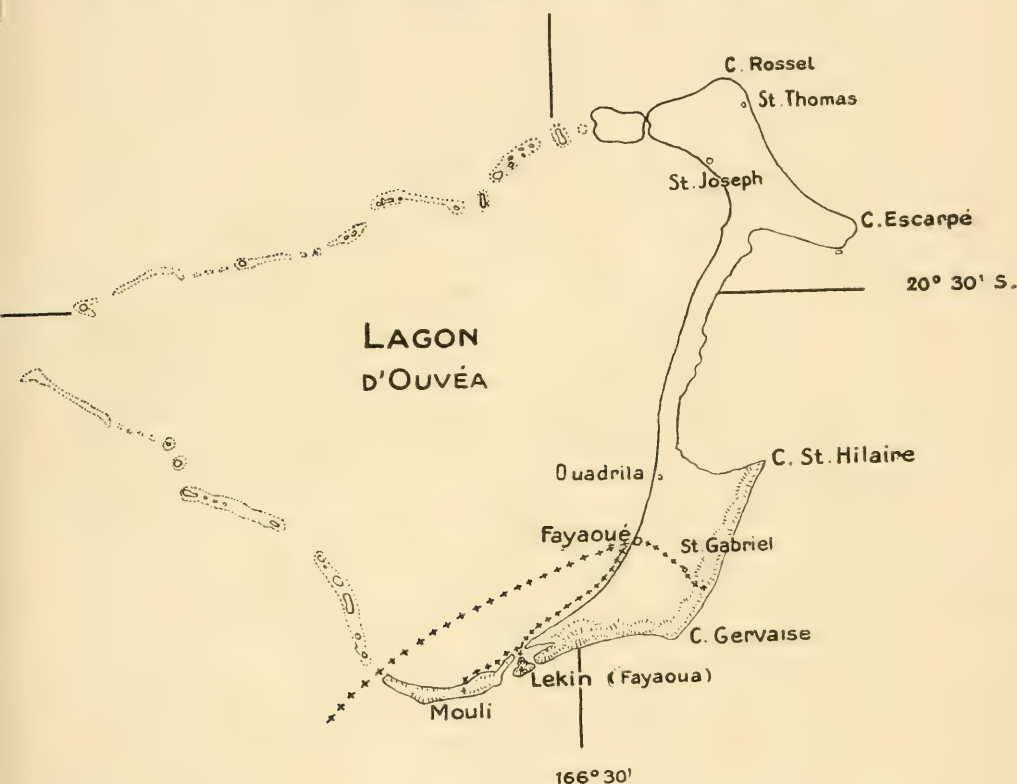 C. Rossel
St. Thomas
St. Joseph
C. Escarpé
20° 30' S.
LAGON
D'OUVÉA
C. St. Hilaire
Ouadrila
Fayaoué
St. Gabriel
C. Gervaise
Lekin (Fayaoua)
Mouli
166° 30'